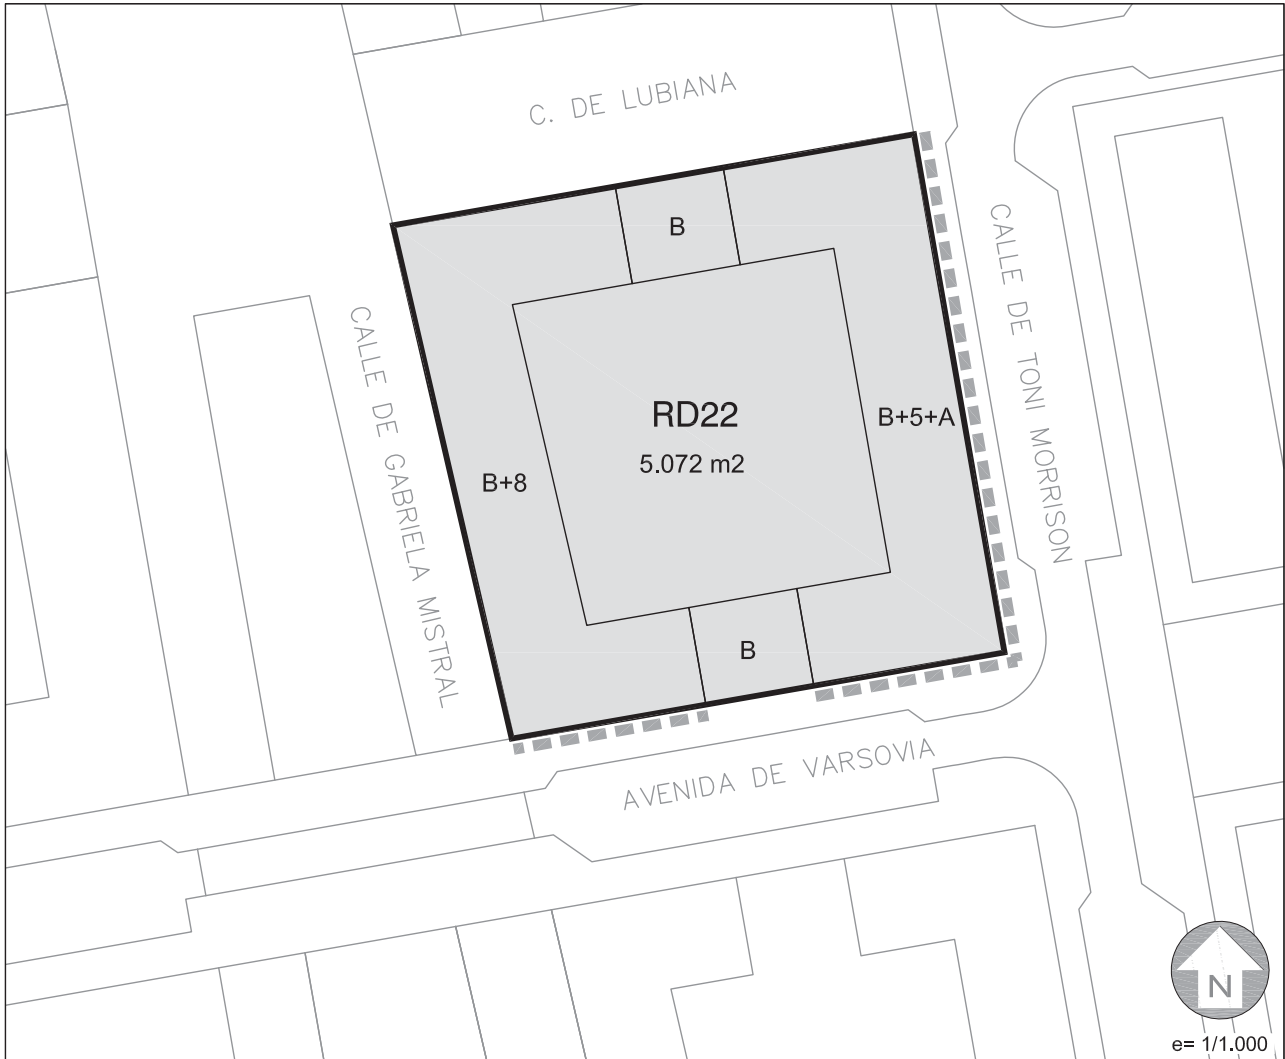 C. DE LUBIANA
B
CALLE DE TONI MORRISON
CALLE DE GABRIELA MISTRAL
RD22
B+5+A
5.072 m2
B+8
B
AVENIDA DE VARSOVIA
N
e= 1/1.000